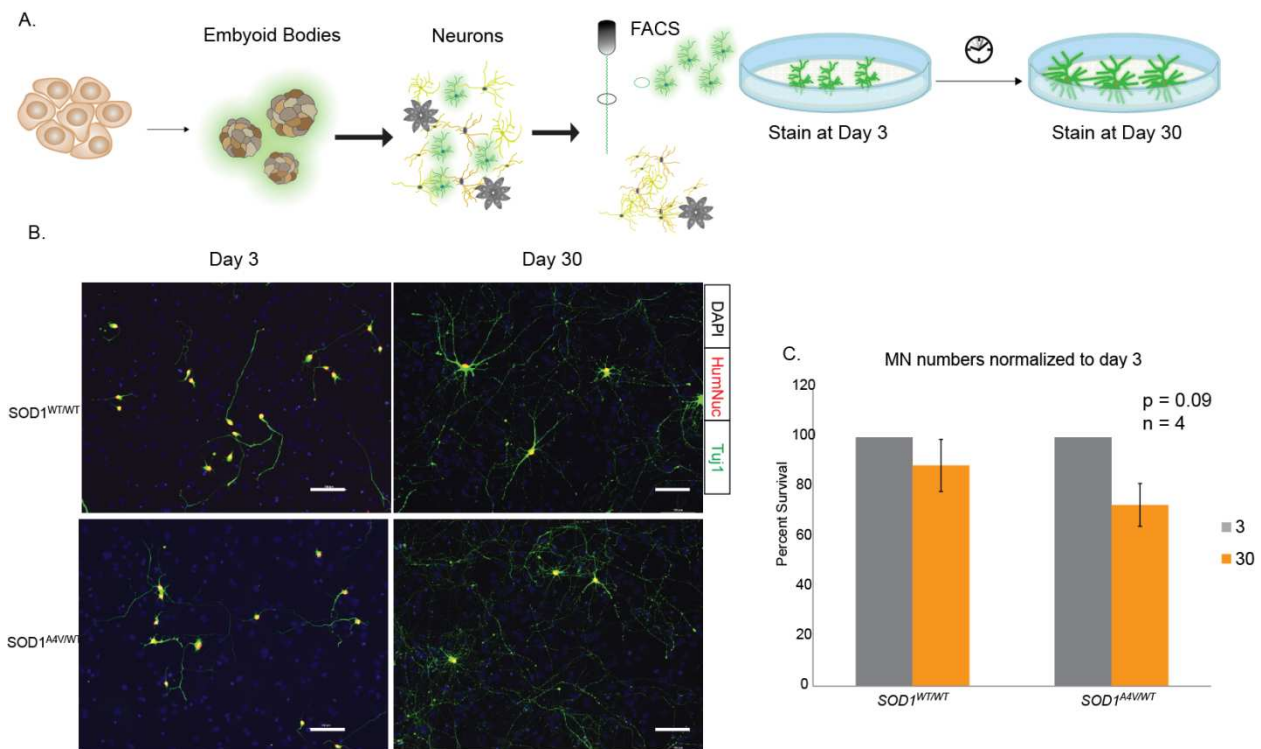 A.
Embyoid Bodies
Neurons
FACS
Stain at Day 3
Stain at Day 30
B.
Day 3
Day 30
SOD1WT/WT
SOD1A4V/WT
DAPI
HumNuc
Tuj1
C.
MN numbers normalized to day 3
p = 0.09
n = 4
Percent Survival
120
100
80
60
40
20
0
SOD1WT/WT
SOD1A4V/WT
3
30